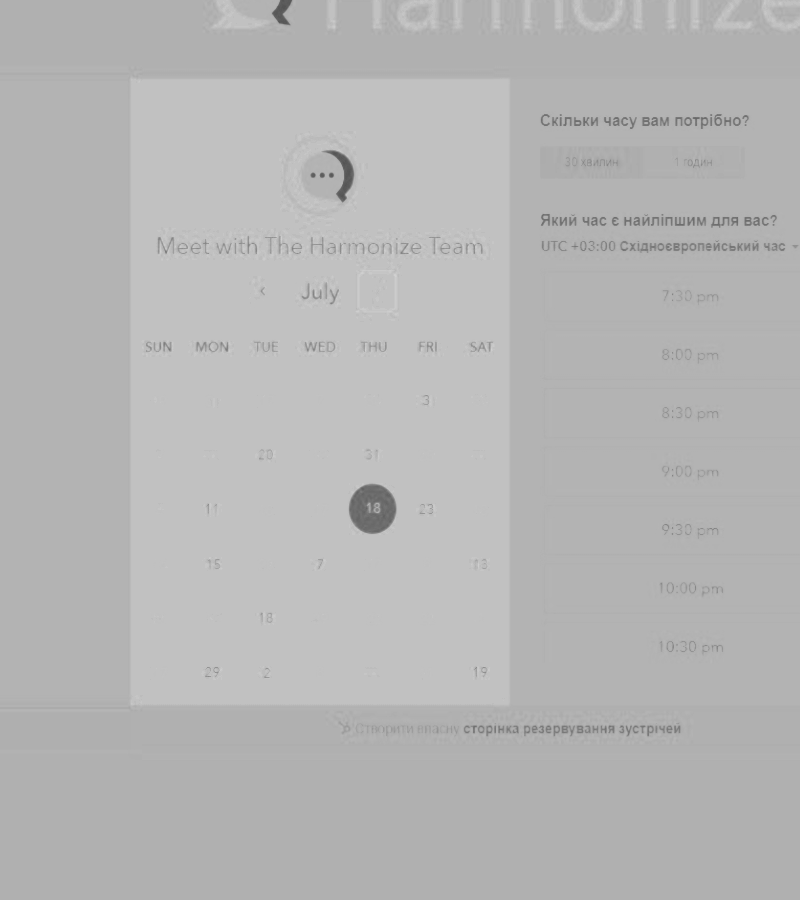 Harmonize
Meet with The Harmonize Team
July
SUN MON TUE WED THU FRI SAT
3
20 31
11 18 23
15 7 13
18
29 2 19
Скільки часу вам потрібно?
30 хвилин 1 годин
Який час є найліпшим для вас?
UTC +03:00 Східноєвропейський час
7:30 pm
8:00 pm
8:30 pm
9:00 pm
9:30 pm
10:00 pm
10:30 pm
Створити власну сторінка резервування зустрічей